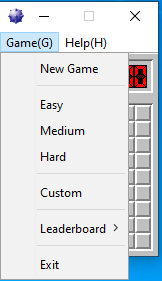 Game(G) Help(H)
New Game
Easy
Medium
Hard
Custom
Leaderboard
Exit